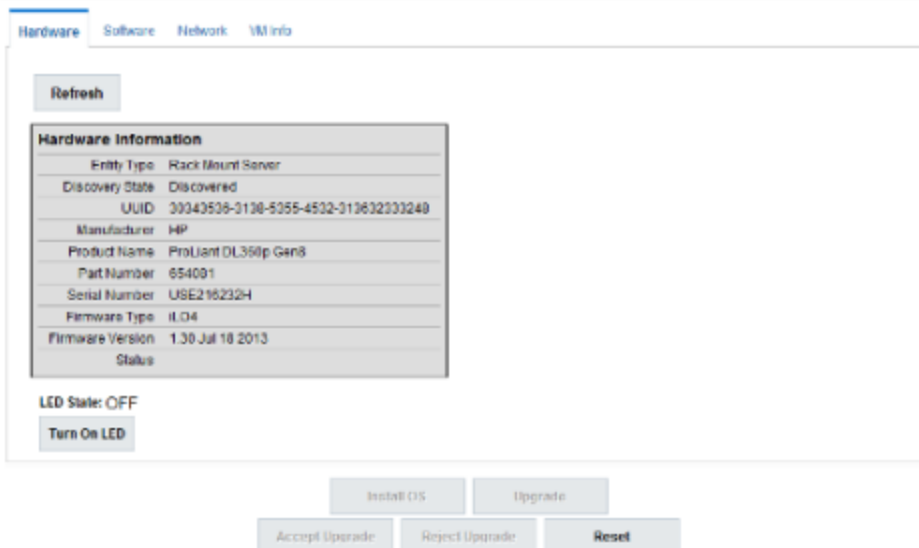 Hardware Software Network VM Info
Refresh
Hardware Information
Entity Type Rack Mount Server
Discovery State Discovered
UUID 30343536-3138-5355-4532-313632333248
Manufacturer HP
Product Name ProLiant DL360p Gen8
Part Number 654081
Serial Number USE216232H
Firmware Type iLO4
Firmware Version 1.30 Jul 18 2013
Status
LED State: OFF
Turn On LED
Install OS Upgrade
Accept Upgrade Reject Upgrade Reset